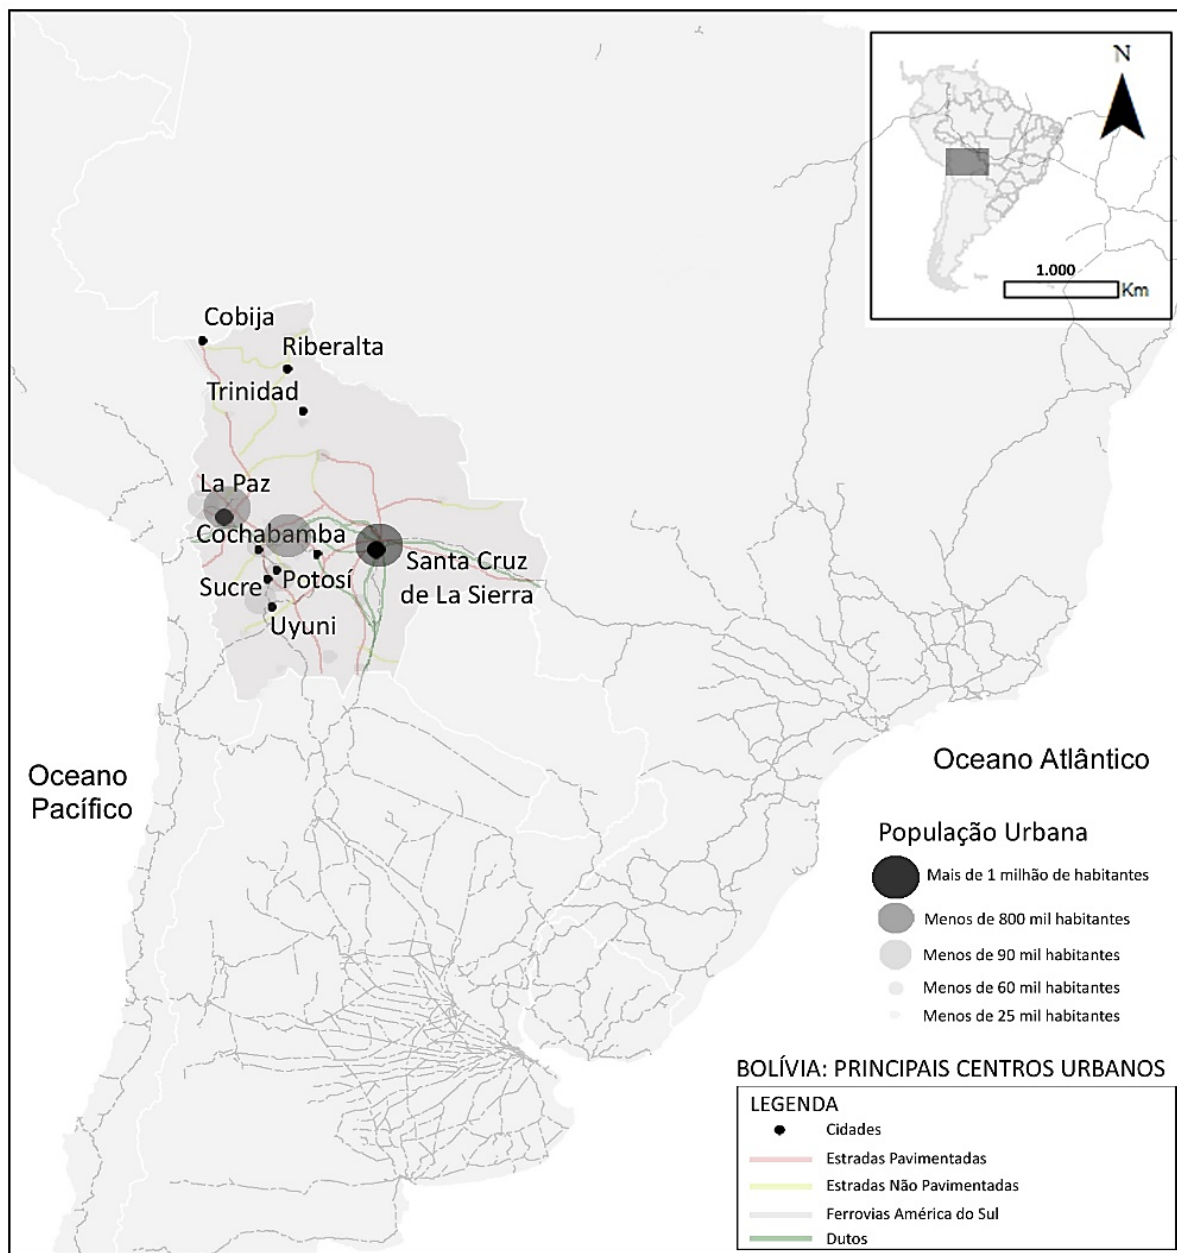 N
1.000
Km
Cobija
Riberalta
Trinidad
La Paz
Cochabamba
Santa Cruz
de La Sierra
Sucre
Potosí
Uyuni
Oceano
Pacífico
Oceano Atlântico
População Urbana
Mais de 1 milhão de habitantes
Menos de 800 mil habitantes
Menos de 90 mil habitantes
Menos de 60 mil habitantes
Menos de 25 mil habitantes
BOLÍVIA: PRINCIPAIS CENTROS URBANOS
LEGENDA
Cidades
Estradas Pavimentadas
Estradas Não Pavimentadas
Ferrovias América do Sul
Dutos